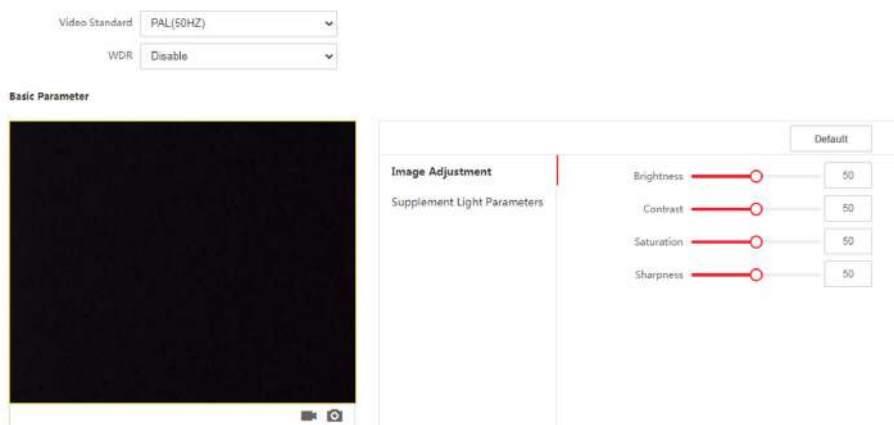 Video Standard PAL(50HZ)
WDR Disable
Basic Parameter
Default
Image Adjustment
Supplement Light Parameters
Brightness 50
Contrast 50
Saturation 50
Sharpness 50